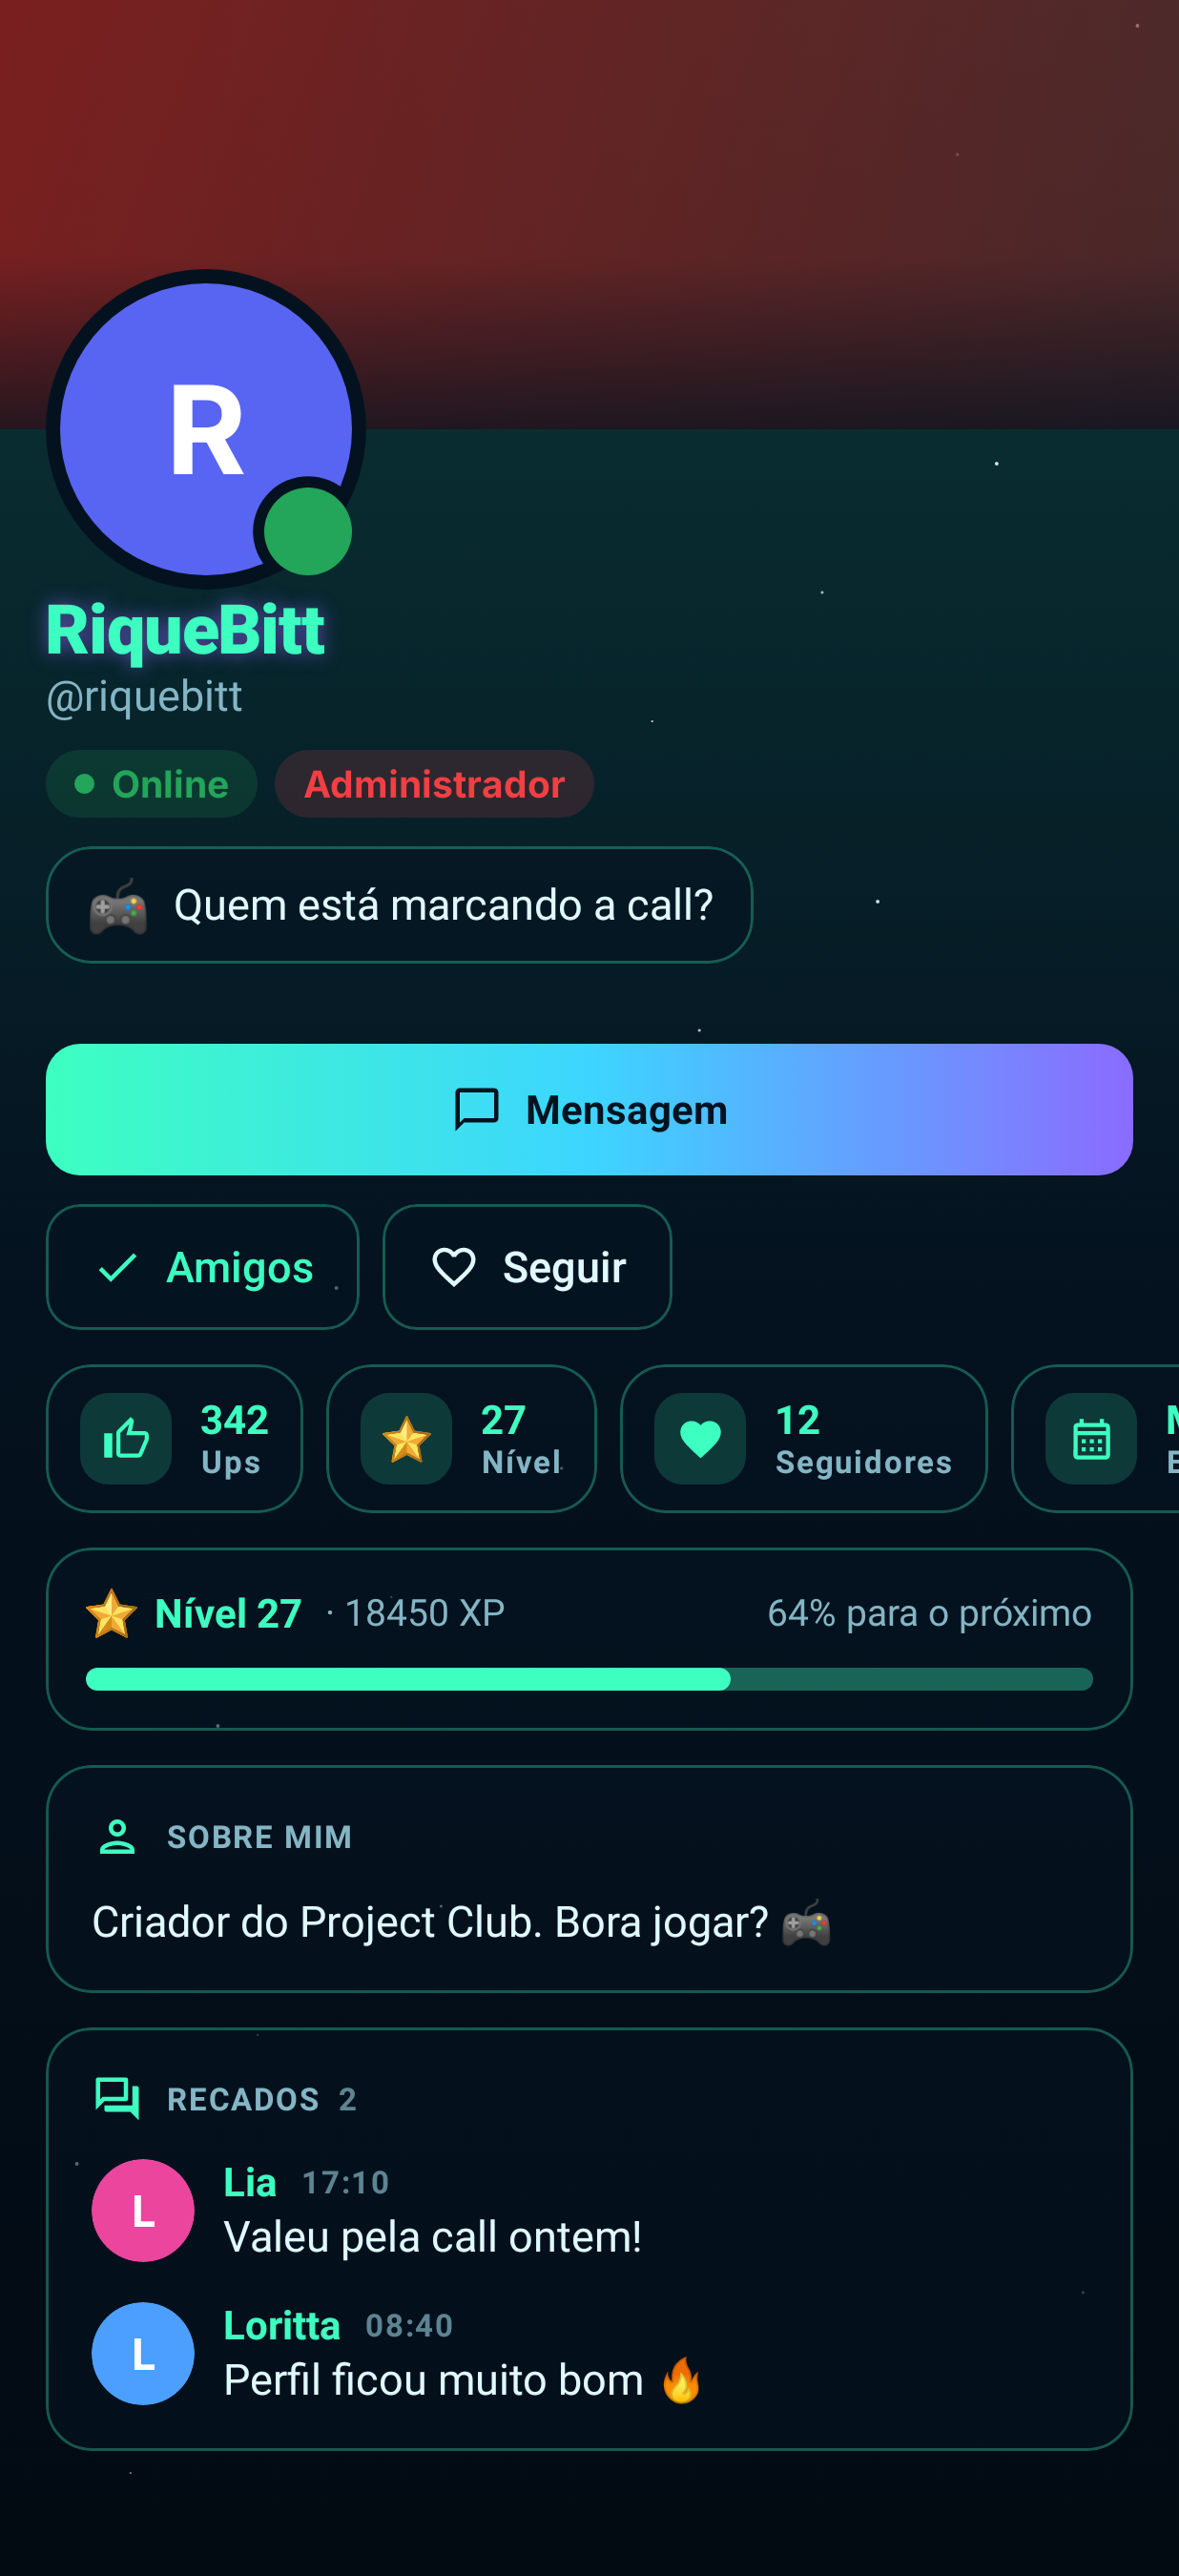 R
RiqueBitt
@riquebitt
Online
Administrador
🎮 Quem está marcando a call?
Mensagem
Amigos
Seguir
342
Ups
27
Nível
12
Seguidores
Nível 27 · 18450 XP
64% para o próximo
SOBRE MIM
Criador do Project Club. Bora jogar? 🎮
RECADOS 2
L
Lia 17:10
Valeu pela call ontem!
L
Loritta 08:40
Perfil ficou muito bom 🔥